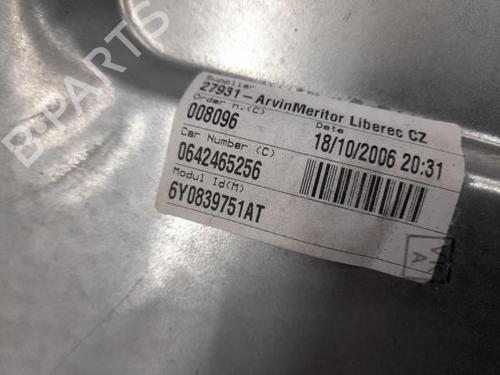 Supplier
27931-ArvinMeritor Liberec CZ
Order n.(C)
008096
Date
18/10/2006 20:31
Car Number (C)
0642465256
Modul Id(M)
6Y0839751AT
A
B-PARTS